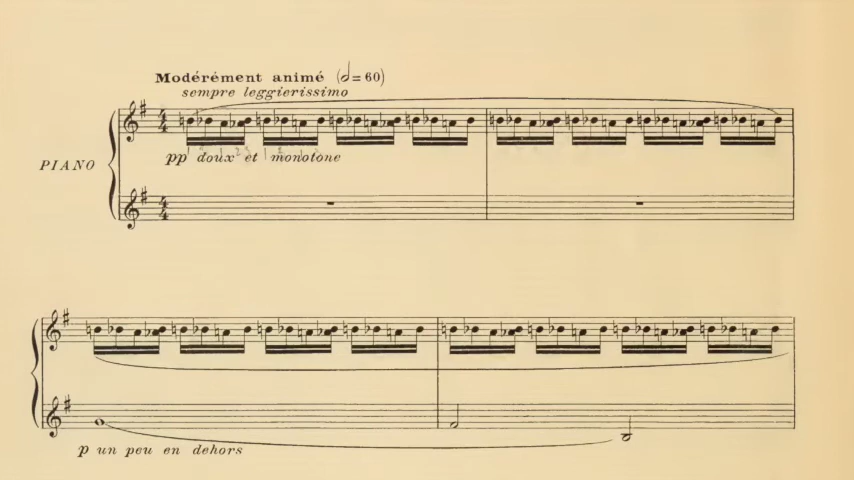 Modérément animé (𝅗𝅥 = 60)
sempre leggierissimo
PIANO
pp doux et monotone
p un peu en dehors